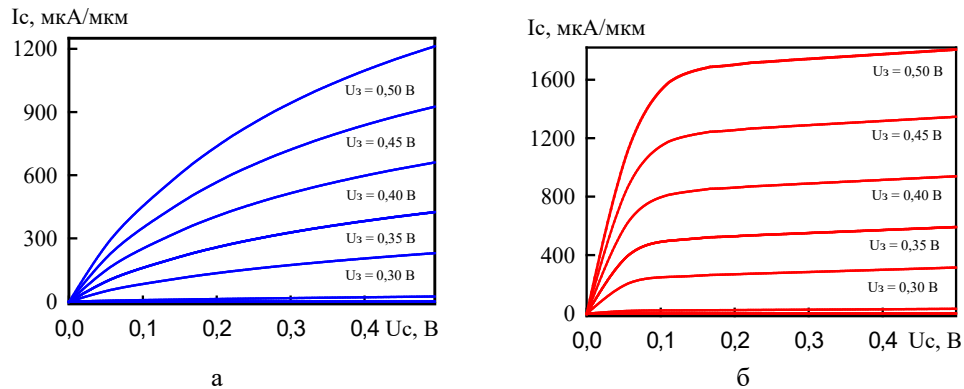 Iс, мкА/мкм
1200
900
600
300
0
Uз = 0,50 В
Uз = 0,45 В
Uз = 0,40 В
Uз = 0,35 В
Uз = 0,30 В
0,0 0,1 0,2 0,3 0,4 Uс, В
а
Iс, мкА/мкм
1600
1200
800
400
0
Uз = 0,50 В
Uз = 0,45 В
Uз = 0,40 В
Uз = 0,35 В
Uз = 0,30 В
0,0 0,1 0,2 0,3 0,4 Uс, В
б